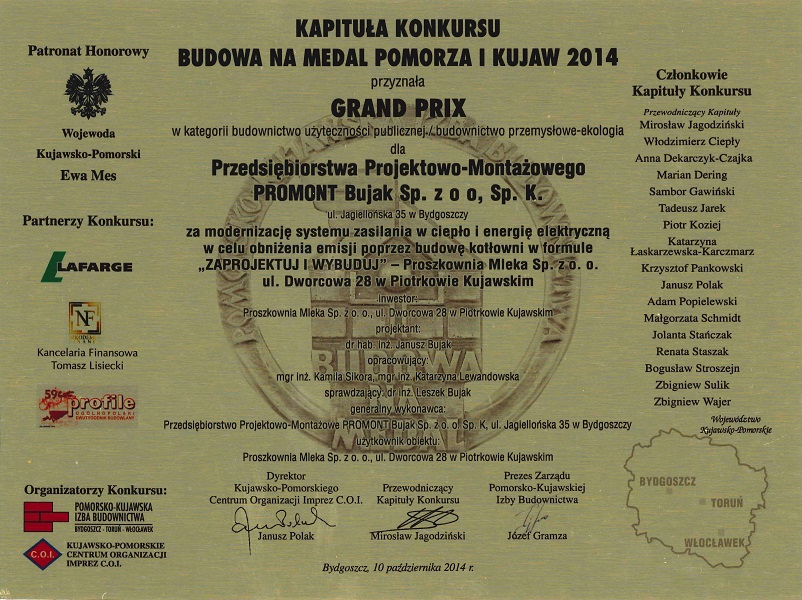 KAPITUŁA KONKURSU
BUDOWA NA MEDAL POMORZA I KUJAW 2014
przyznała
GRAND PRIX
w kategorii budownictwo użyteczności publicznej / budownictwo przemysłowe-ekologia
dla
Przedsiębiorstwa Projektowo-Montażowego
PROMONT Bujak Sp. z o o, Sp. K.
ul. Jagiellońska 35 w Bydgoszczy
za modernizację systemu zasilania w ciepło i energię elektryczną
w celu obniżenia emisji poprzez budowę kotłowni w formule
„ZAPROJEKTUJ I WYBUDUJ” – Proszkownia Mleka Sp. z o. o.
ul. Dworcowa 28 w Piotrkowie Kujawskim
inwestor:
Proszkownia Mleka Sp. z o. o., ul. Dworcowa 28 w Piotrkowie Kujawskim
projektant:
dr hab. inż. Janusz Bujak
opracowujący:
mgr inż. Kamila Sikora, mgr inż. Katarzyna Lewandowska
sprawdzający: dr inż. Leszek Bujak
generalny wykonawca:
Przedsiębiorstwo Projektowo-Montażowe PROMONT Bujak Sp. z o. o. Sp. K, ul. Jagiellońska 35 w Bydgoszczy
użytkownik obiektu:
Proszkownia Mleka Sp. z o. o., ul. Dworcowa 28 w Piotrkowie Kujawskim
Patronat Honorowy
Wojewoda
Kujawsko-Pomorski
Ewa Mes
Partnerzy Konkursu:
LAFARGE
NF
Kancelaria Finansowa
Tomasz Lisiecki
profile
OGÓLNOPOLSKI
DWUTYGODNIK BUDOWLANY
Organizatorzy Konkursu:
POMORSKO-KUJAWSKA
IZBA BUDOWNICTWA
BYDGOSZCZ - TORUŃ - WŁOCŁAWEK
C.O.I.
KUJAWSKO-POMORSKIE
CENTRUM ORGANIZACJI
IMPREZ C.O.I.
Członkowie
Kapituły Konkursu
Przewodniczący Kapituły
Mirosław Jagodziński
Włodzimierz Ciepły
Anna Dekarczyk-Czajka
Marian Dering
Sambor Gawiński
Tadeusz Jarek
Piotr Koziej
Katarzyna
Łaskarzewska-Karczmarz
Krzysztof Pankowski
Janusz Polak
Adam Popielewski
Małgorzata Schmidt
Jolanta Stańczak
Renata Staszak
Bogusław Stroszejn
Zbigniew Sulik
Zbigniew Wajer
Województwo
Kujawsko-Pomorskie
BYDGOSZCZ
TORUŃ
WŁOCŁAWEK
BUDOWA
NA
MEDAL
Dyrektor
Kujawsko-Pomorskiego
Centrum Organizacji Imprez C.O.I.
Janusz Polak
Przewodniczący
Kapituły Konkursu
Mirosław Jagodziński
Prezes Zarządu
Pomorsko-Kujawskiej
Izby Budownictwa
Józef Gramza
Bydgoszcz, 10 października 2014 r.